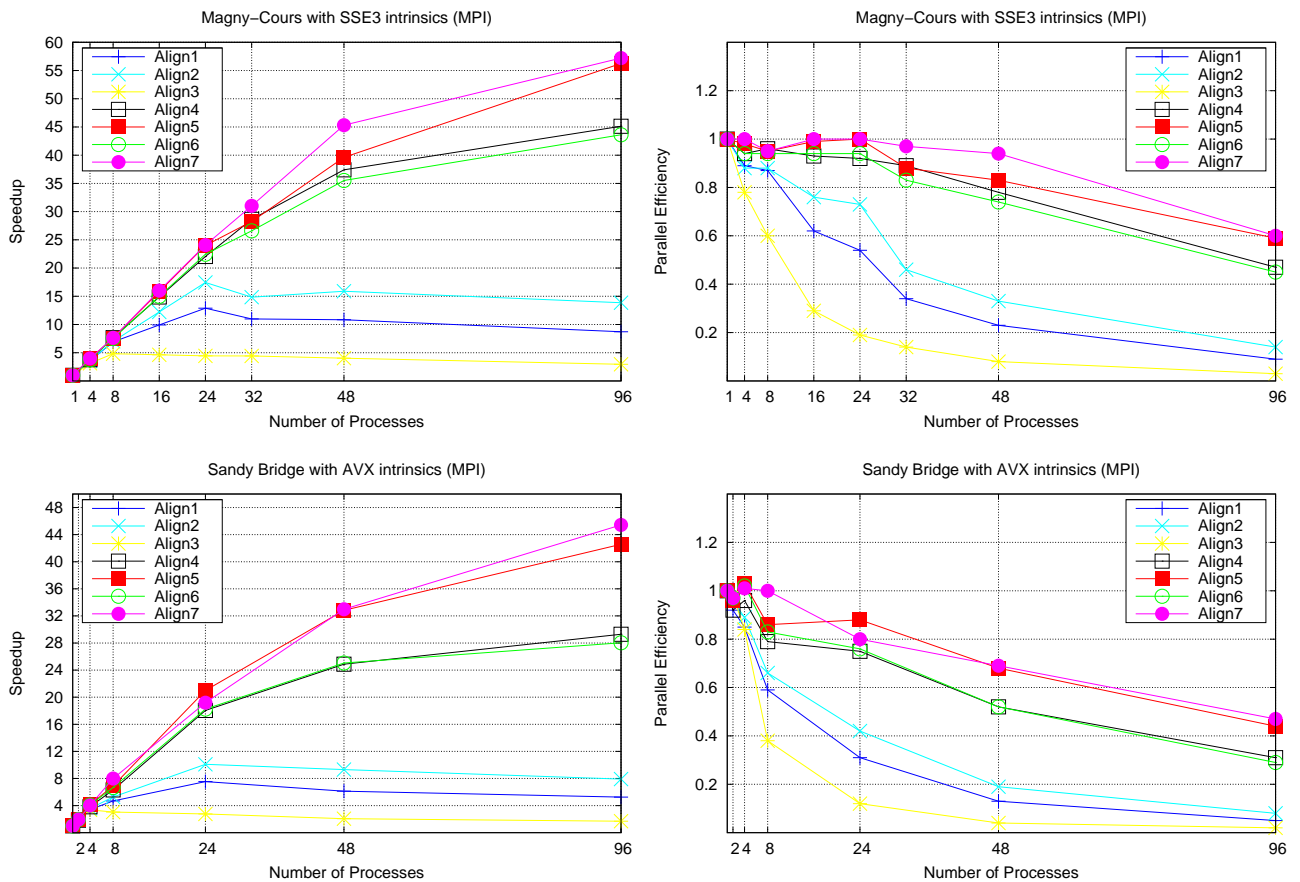 Magny−Cours with SSE3 intrinsics (MPI)
60
55
50
45
40
35
30
25
20
15
10
5
Speedup
Align1
Align2
Align3
Align4
Align5
Align6
Align7
1 4 8 16 24 32 48 96
Number of Processes
Magny−Cours with SSE3 intrinsics (MPI)
1.2
1
0.8
0.6
0.4
0.2
Parallel Efficiency
Align1
Align2
Align3
Align4
Align5
Align6
Align7
1 4 8 16 24 32 48 96
Number of Processes
Sandy Bridge with AVX intrinsics (MPI)
48
44
40
36
32
28
24
20
16
12
8
4
Speedup
Align1
Align2
Align3
Align4
Align5
Align6
Align7
2 4 8 24 48 96
Number of Processes
Sandy Bridge with AVX intrinsics (MPI)
1.2
1
0.8
0.6
0.4
0.2
Parallel Efficiency
Align1
Align2
Align3
Align4
Align5
Align6
Align7
2 4 8 24 48 96
Number of Processes